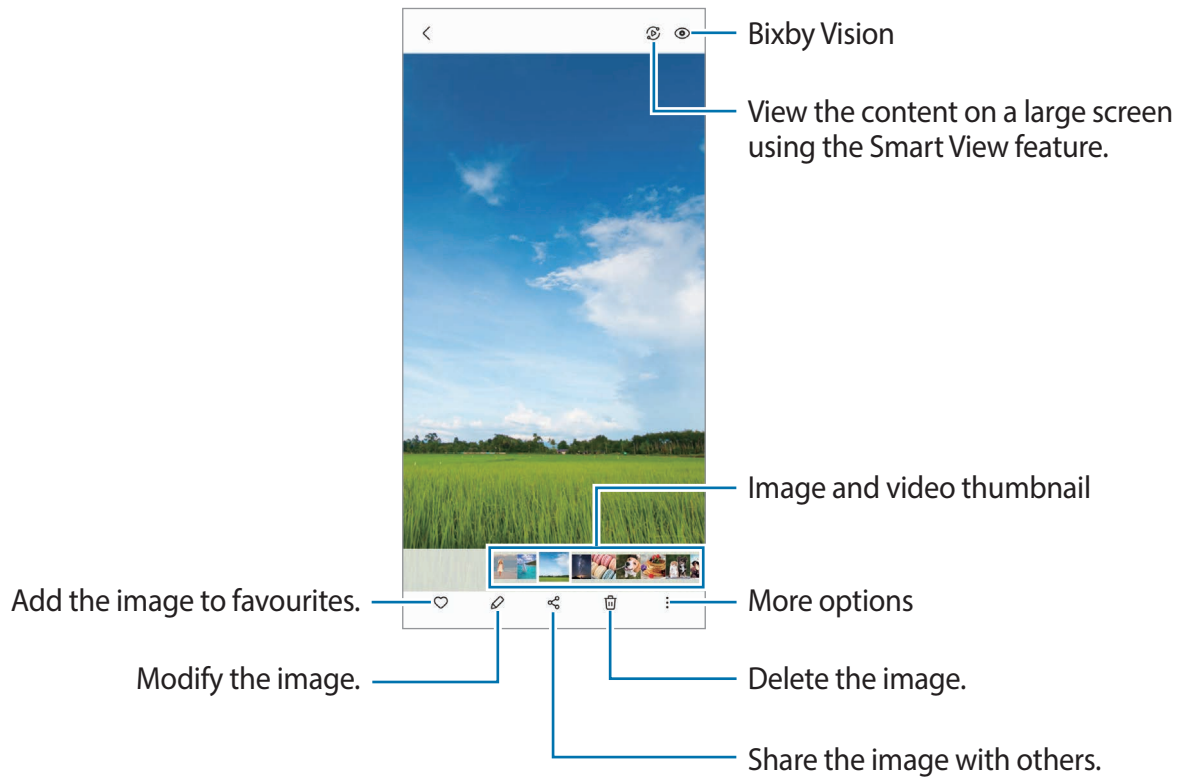 Bixby Vision
View the content on a large screen
using the Smart View feature.
Image and video thumbnail
Add the image to favourites.
More options
Modify the image.
Delete the image.
Share the image with others.